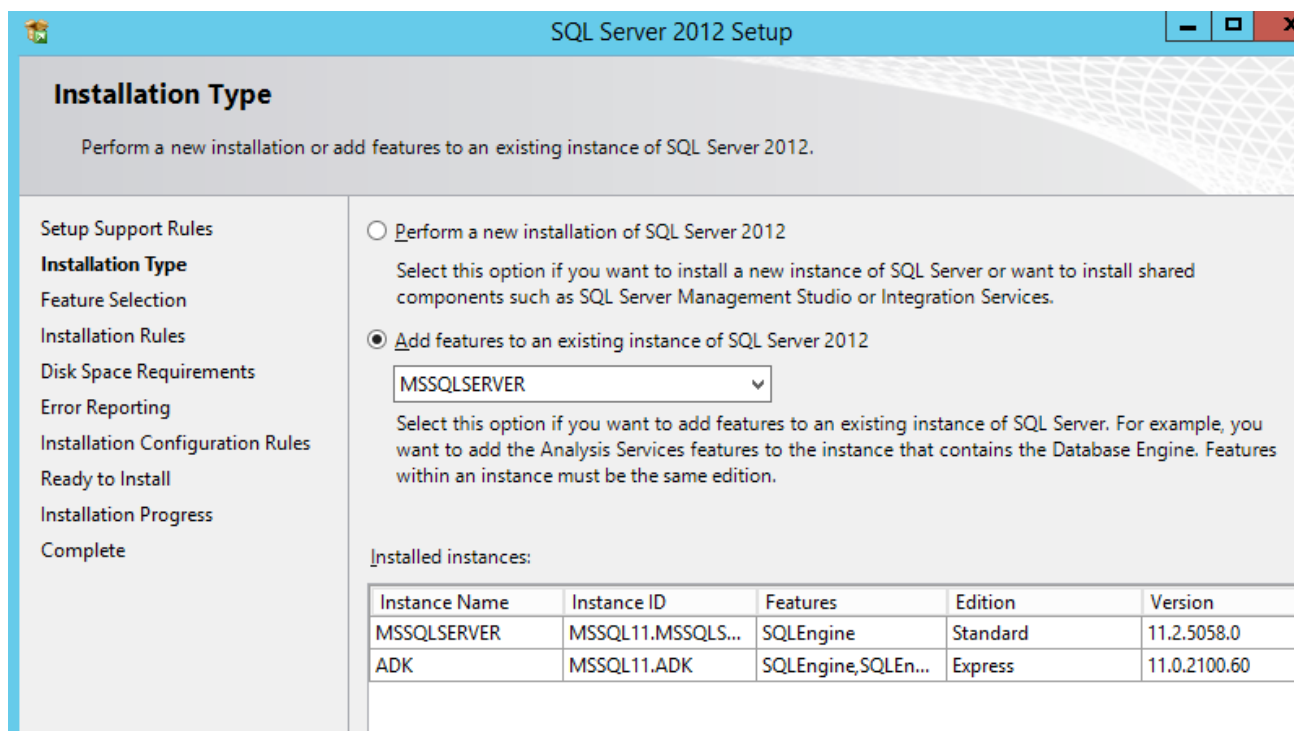 SQL Server 2012 Setup
Installation Type
Perform a new installation or add features to an existing instance of SQL Server 2012.
Setup Support Rules
Installation Type
Feature Selection
Installation Rules
Disk Space Requirements
Error Reporting
Installation Configuration Rules
Ready to Install
Installation Progress
Complete
Perform a new installation of SQL Server 2012
Select this option if you want to install a new instance of SQL Server or want to install shared
components such as SQL Server Management Studio or Integration Services.
Add features to an existing instance of SQL Server 2012
MSSQLSERVER
Select this option if you want to add features to an existing instance of SQL Server. For example, you
want to add the Analysis Services features to the instance that contains the Database Engine. Features
within an instance must be the same edition.
Installed instances:
Instance Name Instance ID Features Edition Version
MSSQLSERVER MSSQL11.MSSQLS... SQLEngine Standard 11.2.5058.0
ADK MSSQL11.ADK SQLEngine,SQLEn... Express 11.0.2100.60